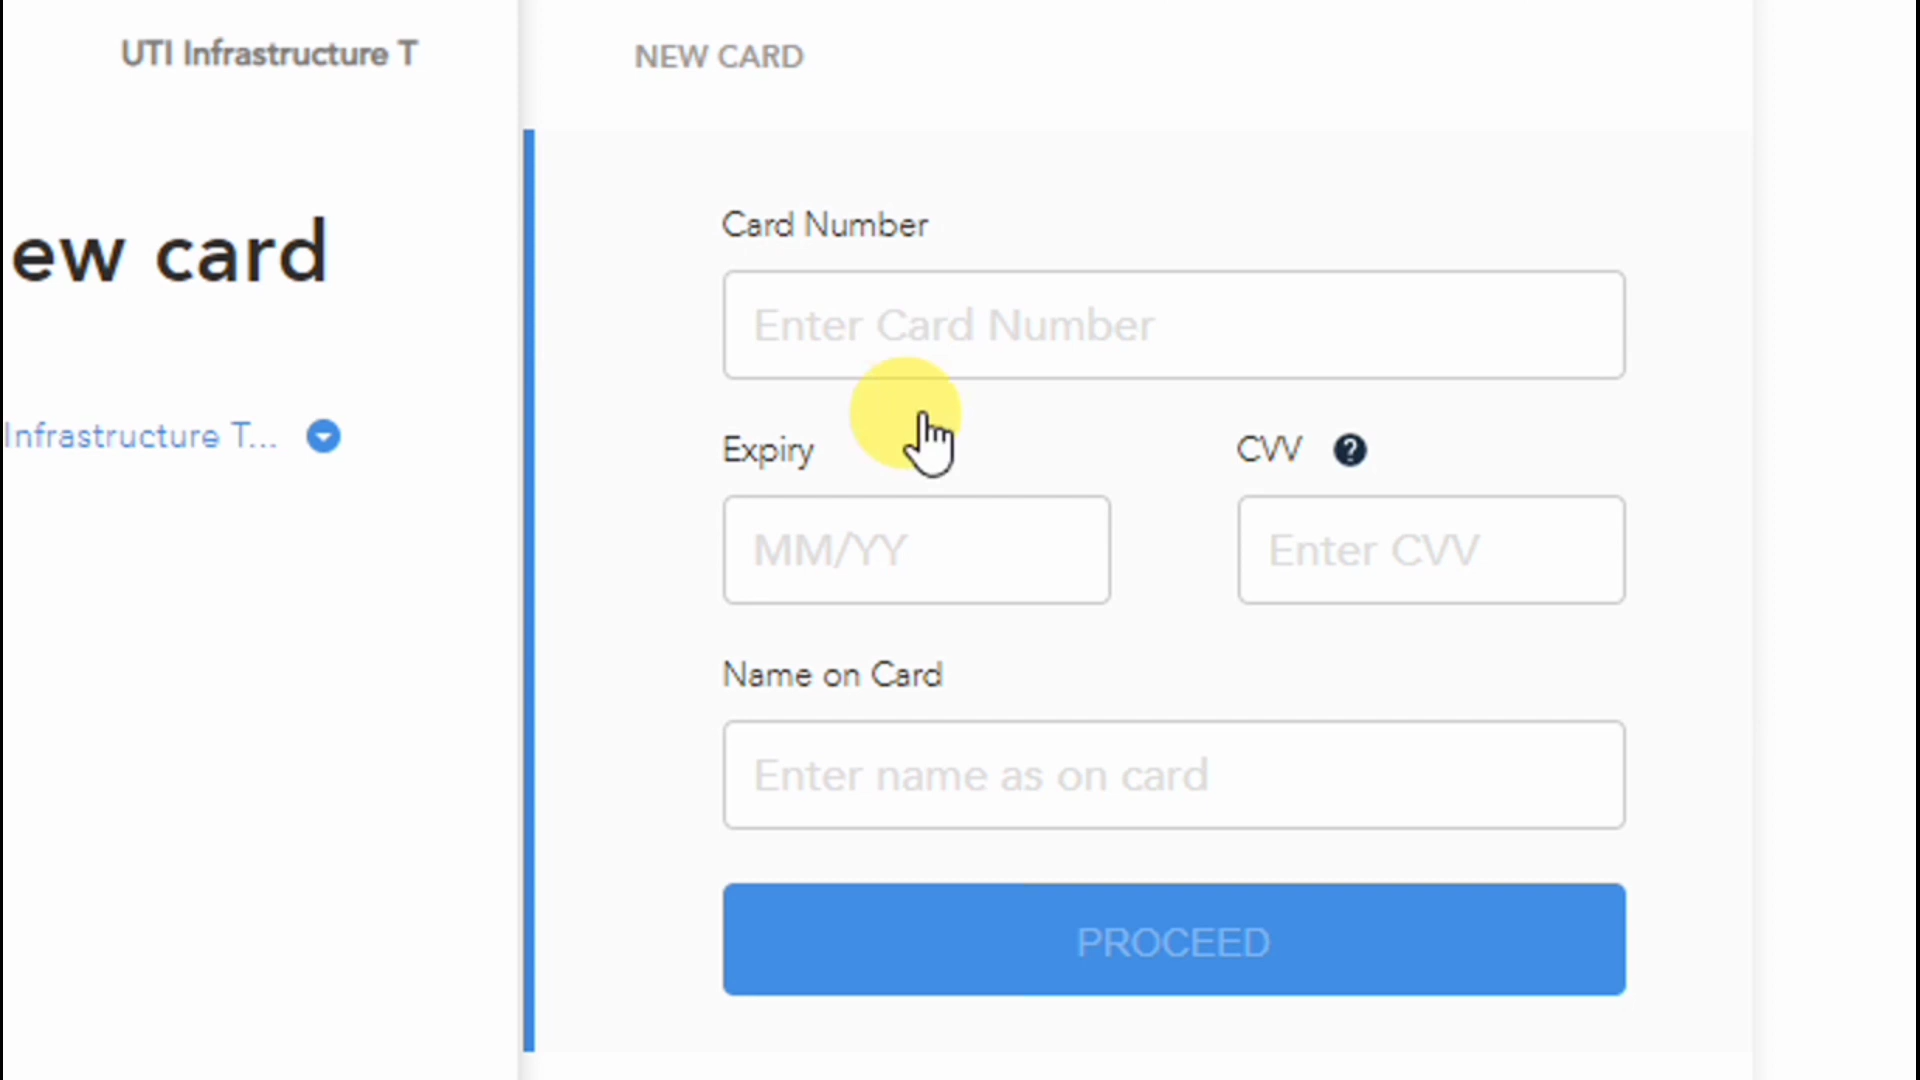 UTI Infrastructure T
NEW CARD
ew card
Infrastructure T...
Card Number
Enter Card Number
Expiry
CVV ?
MM/YY
Enter CVV
Name on Card
Enter name as on card
PROCEED